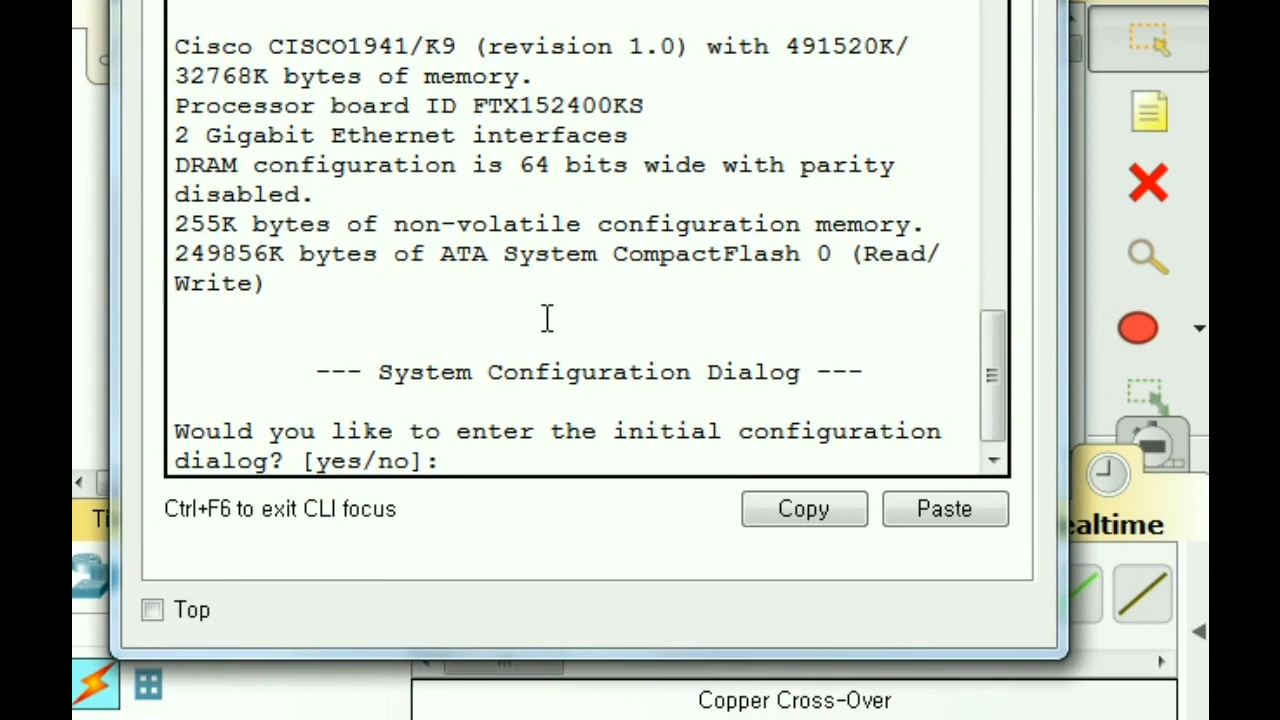 Cisco CISCO1941/K9 (revision 1.0) with 491520K/
32768K bytes of memory.
Processor board ID FTX152400KS
2 Gigabit Ethernet interfaces
DRAM configuration is 64 bits wide with parity
disabled.
255K bytes of non-volatile configuration memory.
249856K bytes of ATA System CompactFlash 0 (Read/
Write)
--- System Configuration Dialog ---
Would you like to enter the initial configuration
dialog? [yes/no]:
Ctrl+F6 to exit CLI focus
Copy
Paste
Ti
ealtime
Top
Copper Cross-Over